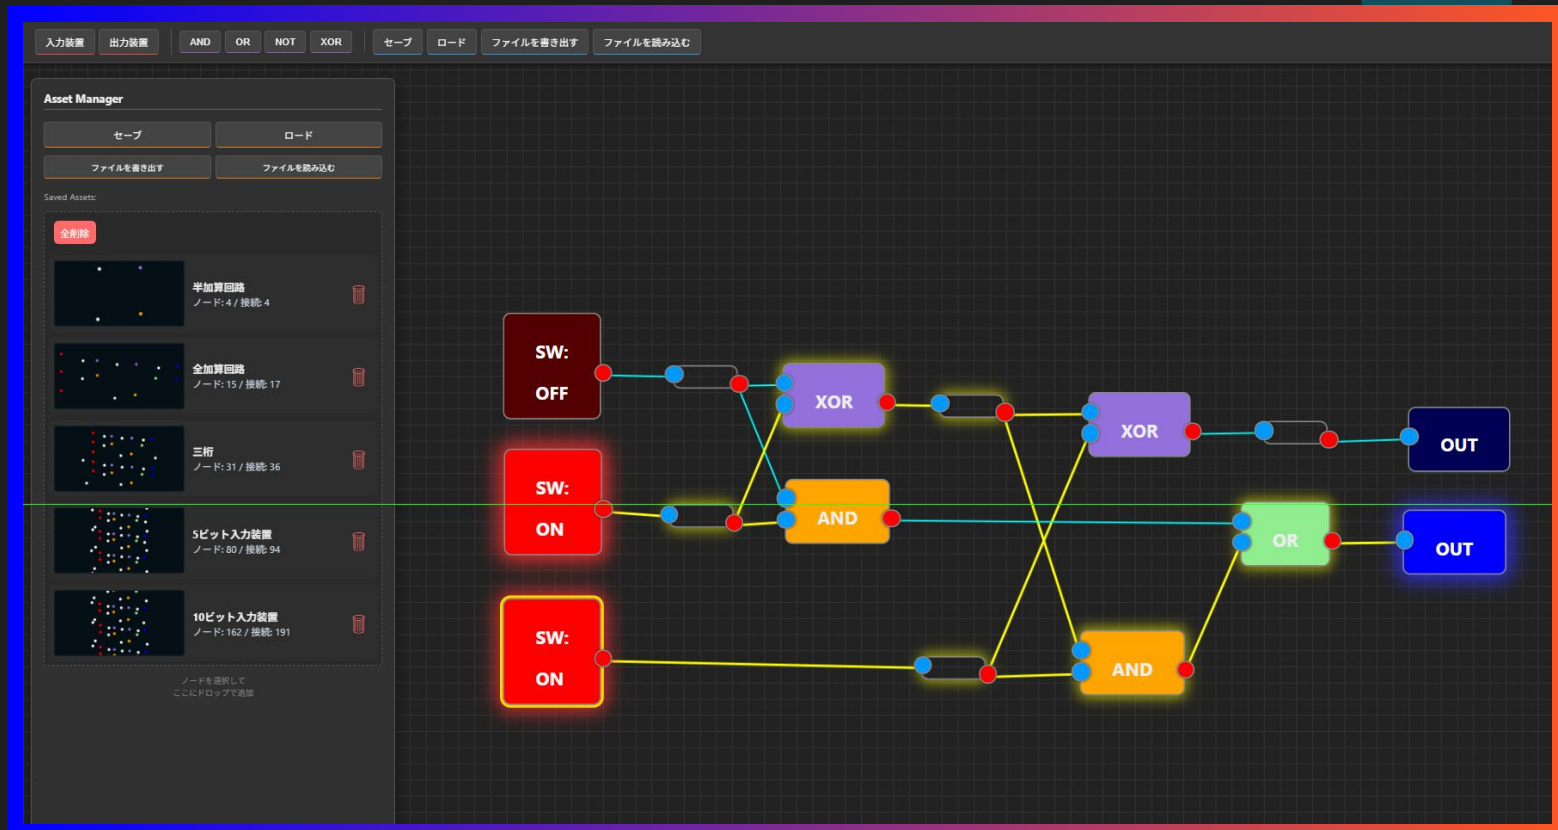 入力装置 出力装置 AND OR NOT XOR セーブ ロード ファイルを書き出す ファイルを読み込む
Asset Manager
セーブ ロード
ファイルを書き出す ファイルを読み込む
Saved Assets:
全削除
半加算回路
ノード: 4 / 接続: 4
全加算回路
ノード: 15 / 接続: 17
三桁
ノード: 31 / 接続: 36
5ビット入力装置
ノード: 80 / 接続: 94
10ビット入力装置
ノード: 162 / 接続: 191
ノードを選択して
ここにドロップで追加
SW:
OFF
SW:
ON
SW:
ON
XOR
AND
XOR
AND
OR
OUT
OUT